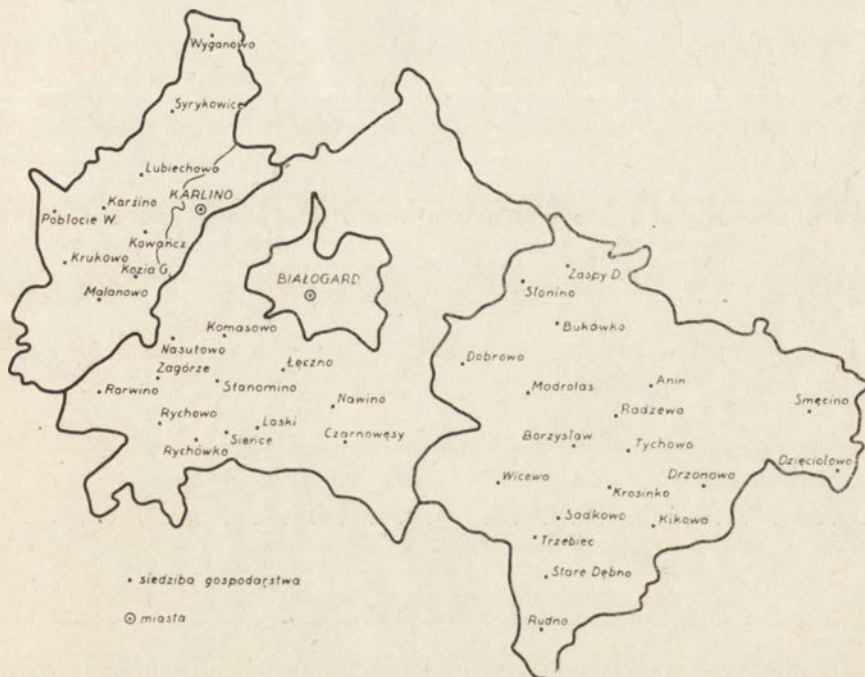 Wyganowo
Syrykowice
Lubiechowo
KARLINO
Karsino
Pobłocie W.
Kowańcz
Krukowo
Kozia G.
Malanowo
BIAŁOGARD
Komasowo
Nasutowo
Łęczno
Zagórze
Stanomino
Rarwino
Nawino
Rychowo
Laski
Sieńce
Czarnowęsy
Rychówko
Zaspy D.
Słonino
Bukówko
Dobrowo
Modrolas
Anin
Smęcino
Radzewo
Borzysław
Tychowo
Dzięciołowo
Wicewo
Drzonowo
Krosinko
Sadkowo
Kikowo
Trzebiec
Stare Dębno
Rudno
siedziba gospodarstwa
miasta